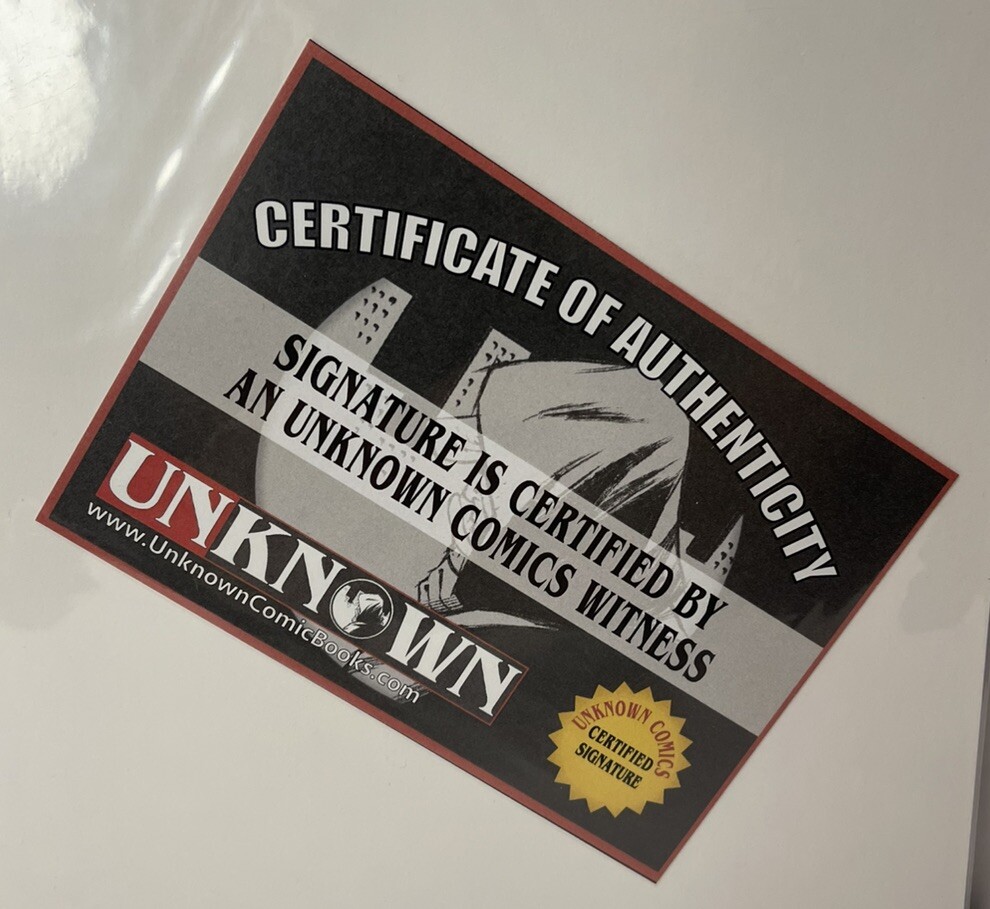 CERTIFICATE OF AUTHENTICITY
SIGNATURE IS CERTIFIED BY
AN UNKNOWN COMICS WITNESS
UNKNOWN
www.UnknownComicBooks.com
UNKNOWN COMICS
CERTIFIED
SIGNATURE